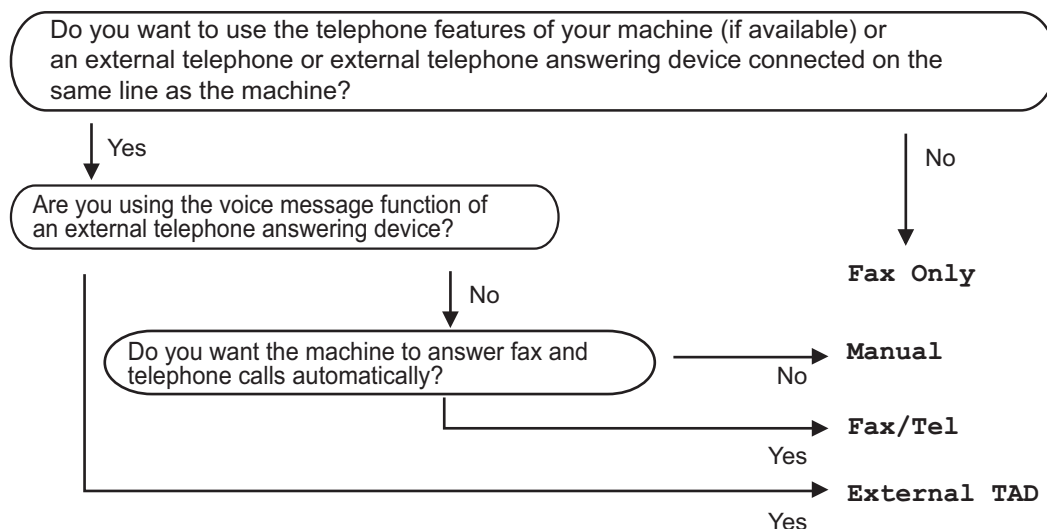 Do you want to use the telephone features of your machine (if available) or
an external telephone or external telephone answering device connected on the
same line as the machine?
Yes
No
Are you using the voice message function of
an external telephone answering device?
Fax Only
No
Do you want the machine to answer fax and
telephone calls automatically?
Manual
No
Fax/Tel
Yes
External TAD
Yes